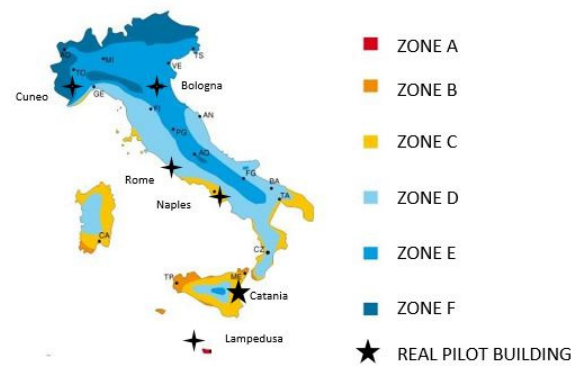 AO
MI
TS
TO
VE
Cuneo
GE
Bologna
FI
AN
PG
AQ
Rome
FG
Naples
BA
TA
CA
CZ
TP
ME
Catania
Lampedusa
ZONE A
ZONE B
ZONE C
ZONE D
ZONE E
ZONE F
REAL PILOT BUILDING